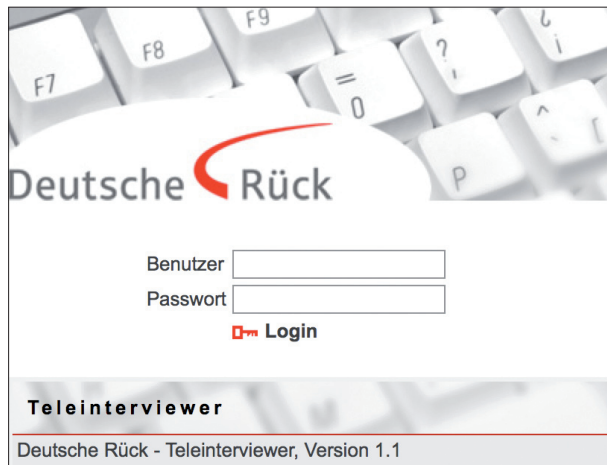 F9
F8
F7
?
,
¿
¡
=
0
^
[
P
Deutsche Rück
Benutzer
Passwort
Login
Teleinterviewer
Deutsche Rück - Teleinterviewer, Version 1.1